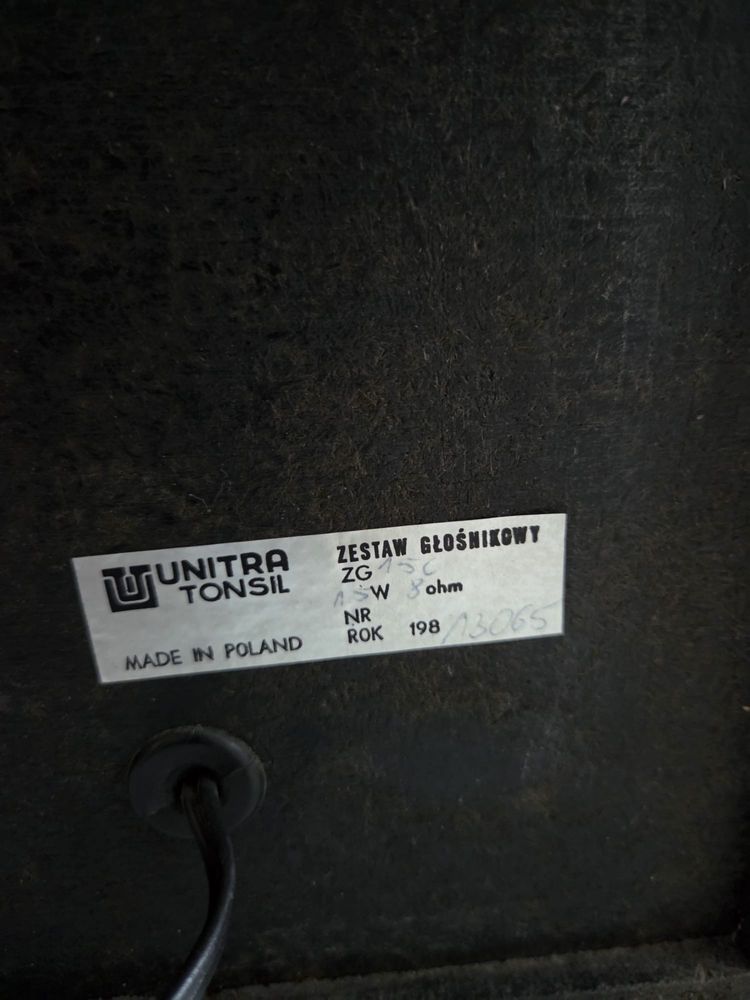 UNITRA
TONSIL
MADE IN POLAND
ZESTAW GŁOŚNIKOWY
ZG 15C
15W 8 ohm
NR
ROK 198 13065